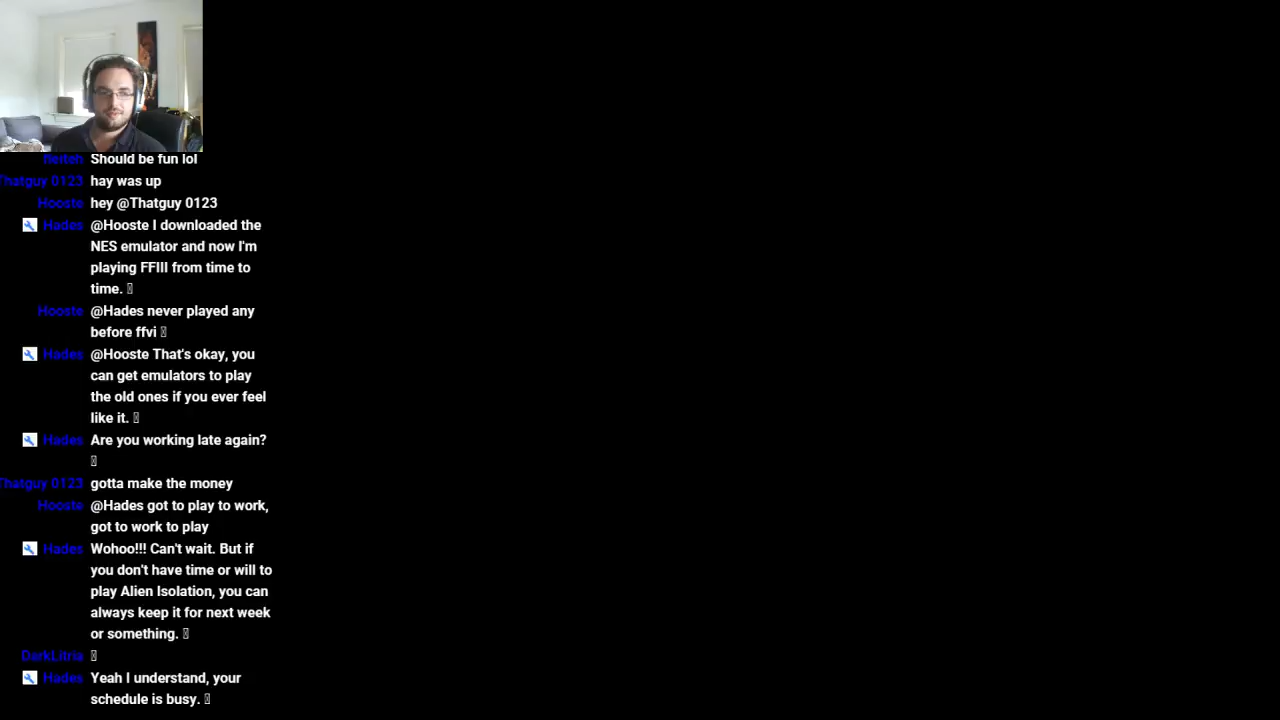 Should be fun lol
Thatguy 0123 hay was up
Hooste hey @Thatguy 0123
Hades @Hooste I downloaded the
NES emulator and now I'm
playing FFIII from time to
time.
Hooste @Hades never played any
before ffvi
Hades @Hooste That's okay, you
can get emulators to play
the old ones if you ever feel
like it.
Hades Are you working late again?
Thatguy 0123 gotta make the money
Hooste @Hades got to play to work,
got to work to play
Hades Wohoo!!! Can't wait. But if
you don't have time or will to
play Alien Isolation, you can
always keep it for next week
or something.
DarkLitria
Hades Yeah I understand, your
schedule is busy.